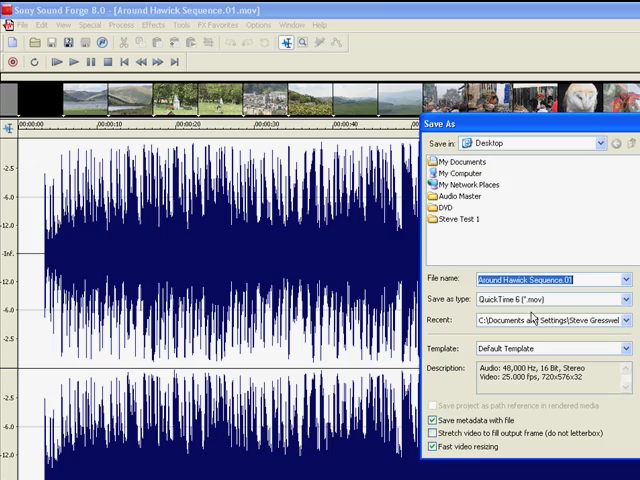 Sony Sound Forge 8.0 - [Around Hawick Sequence.01.mov]
File Edit View Special Process Effects Tools FX Favorites Options Window Help
,00:00:00 ,00:00:10 ,00:00:20 ,00:00:30 ,00:00:40
-2.5
-12.0
-Inf.
-12.0
-2.5
-2.5
-12.0
Save As
Save in: Desktop
My Documents
My Computer
My Network Places
Audio Master
DVD
Steve Test 1
File name: Around Hawick Sequence.01
Save as type: QuickTime 6 (*.mov)
Recent: C:\Documents and Settings\Steve Gresswel
Template: Default Template
Description: Audio: 48,000 Hz, 16 Bit, Stereo
Video: 25.000 fps, 720x576x32
Save project as path reference in rendered media
Save metadata with file
Stretch video to fill output frame (do not letterbox)
Fast video resizing